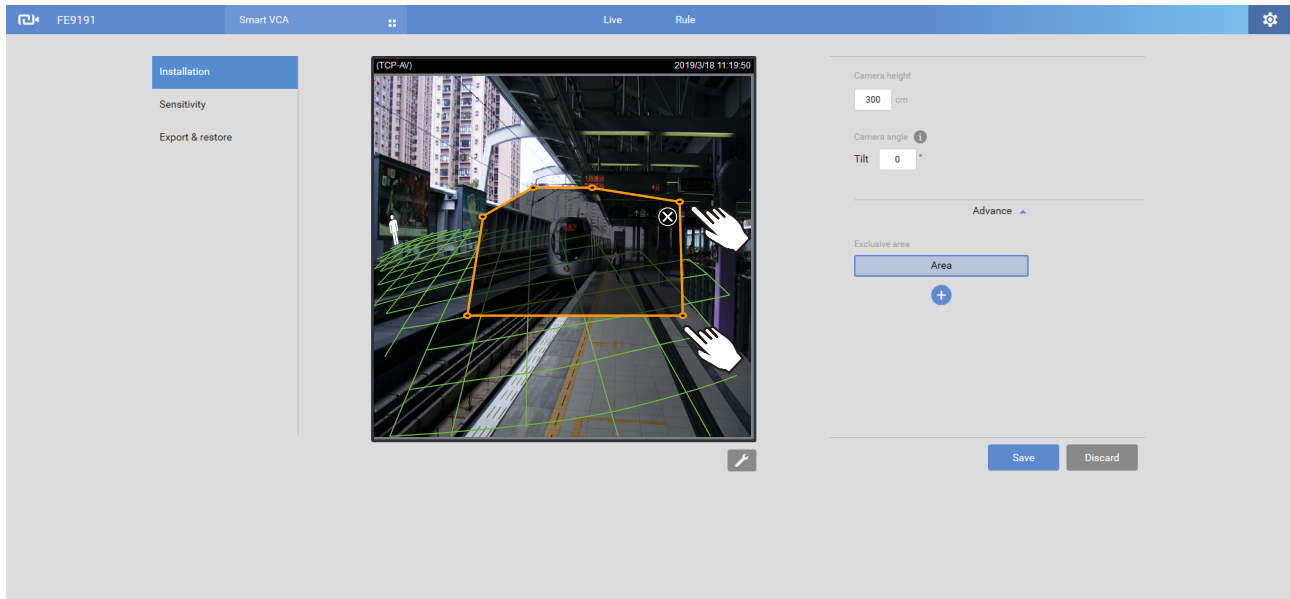 FE9191
Smart VCA
Live
Rule
Installation
Sensitivity
Export & restore
(TCP-AV)
2019/3/18 11:19:50
Camera height
300 cm
Camera angle i
Tilt 0 °
Advance
Exclusive area
Area
+
Save
Discard